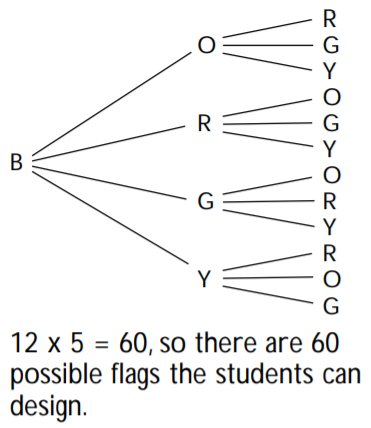 R
O G
Y
O
R G
Y
B
O
G R
Y
R
Y O
G
12 x 5 = 60, so there are 60
possible flags the students can
design.